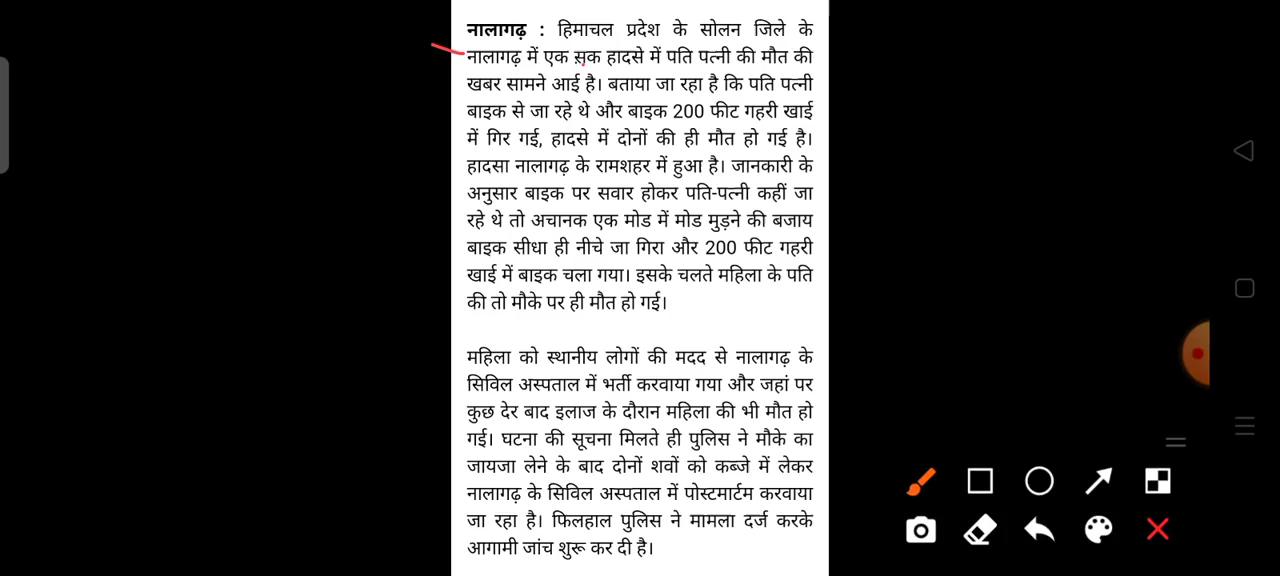 नालागढ़ : हिमाचल प्रदेश के सोलन जिले के
नालागढ़ में एक सक हादसे में पति पत्नी की मौत की
खबर सामने आई है। बताया जा रहा है कि पति पत्नी
बाइक से जा रहे थे और बाइक 200 फीट गहरी खाई
में गिर गई, हादसे में दोनों की ही मौत हो गई है।
हादसा नालागढ़ के रामशहर में हुआ है। जानकारी के
अनुसार बाइक पर सवार होकर पति-पत्नी कहीं जा
रहे थे तो अचानक एक मोड में मोड मुड़ने की बजाय
बाइक सीधा ही नीचे जा गिरा और 200 फीट गहरी
खाई में बाइक चला गया। इसके चलते महिला के पति
की तो मौके पर ही मौत हो गई।
महिला को स्थानीय लोगों की मदद से नालागढ़ के
सिविल अस्पताल में भर्ती करवाया गया और जहां पर
कुछ देर बाद इलाज के दौरान महिला की भी मौत हो
गई। घटना की सूचना मिलते ही पुलिस ने मौके का
जायजा लेने के बाद दोनों शवों को कब्जे में लेकर
नालागढ़ के सिविल अस्पताल में पोस्टमार्टम करवाया
जा रहा है। फिलहाल पुलिस ने मामला दर्ज करके
आगामी जांच शुरू कर दी है।